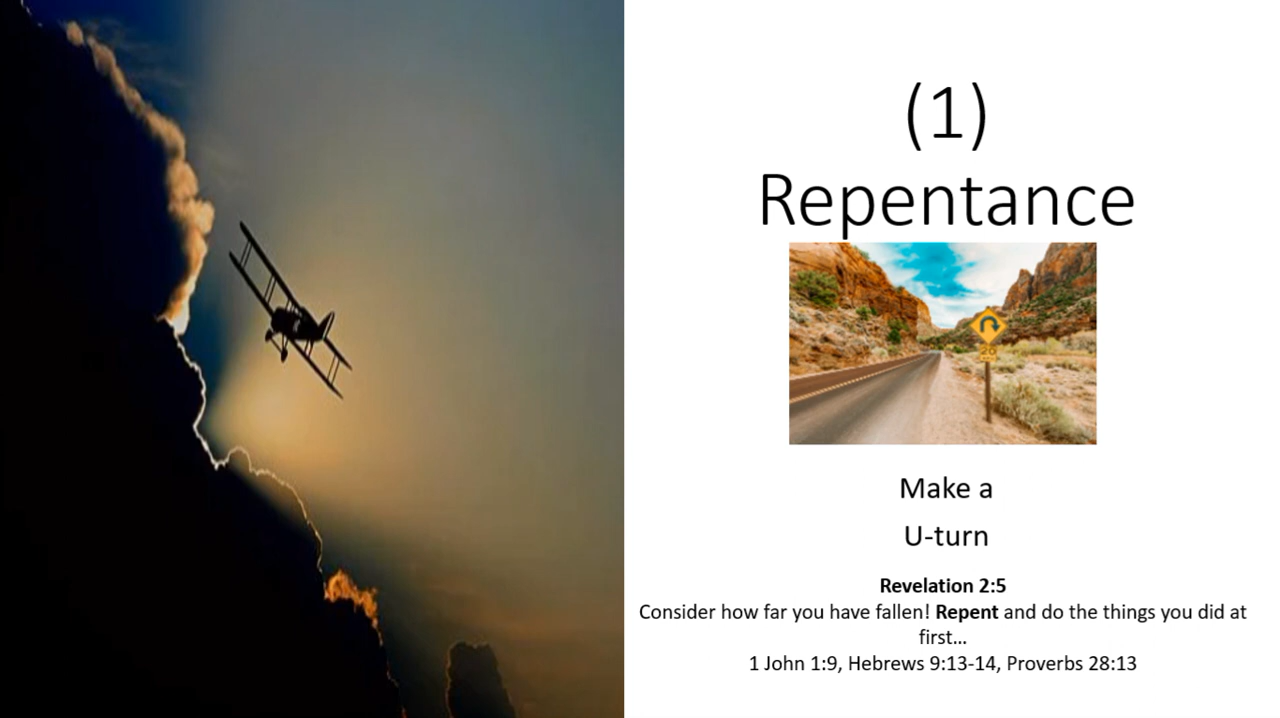 (1)
Repentance
20
Make a
U-turn
Revelation 2:5
Consider how far you have fallen! Repent and do the things you did at
first...
1 John 1:9, Hebrews 9:13-14, Proverbs 28:13